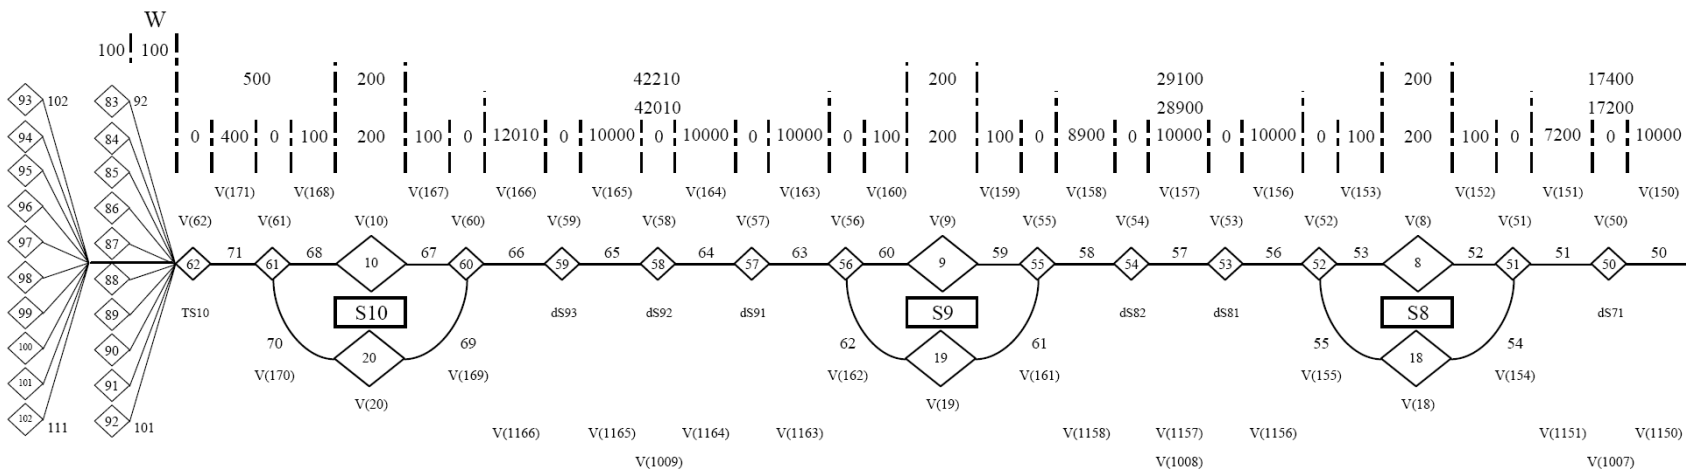 W
100 100
500 200 42210 200 29100 200 17400
42010 28900 17200
0 400 0 100 200 100 0 12010 0 10000 0 10000 0 10000 0 100 200 100 0 8900 0 10000 0 10000 0 100 200 100 0 7200 0 10000
V(171) V(168) V(167) V(166) V(165) V(164) V(163) V(160) V(159) V(158) V(157) V(156) V(153) V(152) V(151) V(150)
V(62) V(61) V(10) V(60) V(59) V(58) V(57) V(56) V(9) V(55) V(54) V(53) V(52) V(8) V(51) V(50)
93 102 83 92
94 84
95 85
96 86
97 87
98 88
99 89
100 90
101 91
102 111 92 101
62 71 61 68 10 67 60 66 59 65 58 64 57 63 56 60 9 59 55 58 54 57 53 56 52 53 8 52 51 51 50 50
TS10 S10 dS93 dS92 dS91 S9 dS82 dS81 S8 dS71
70 20 69 62 19 61 55 18 54
V(170) V(169) V(162) V(161) V(155) V(154)
V(20) V(19) V(18)
V(1166) V(1165) V(1164) V(1163) V(1158) V(1157) V(1156) V(1151) V(1150)
V(1009) V(1008) V(1007)